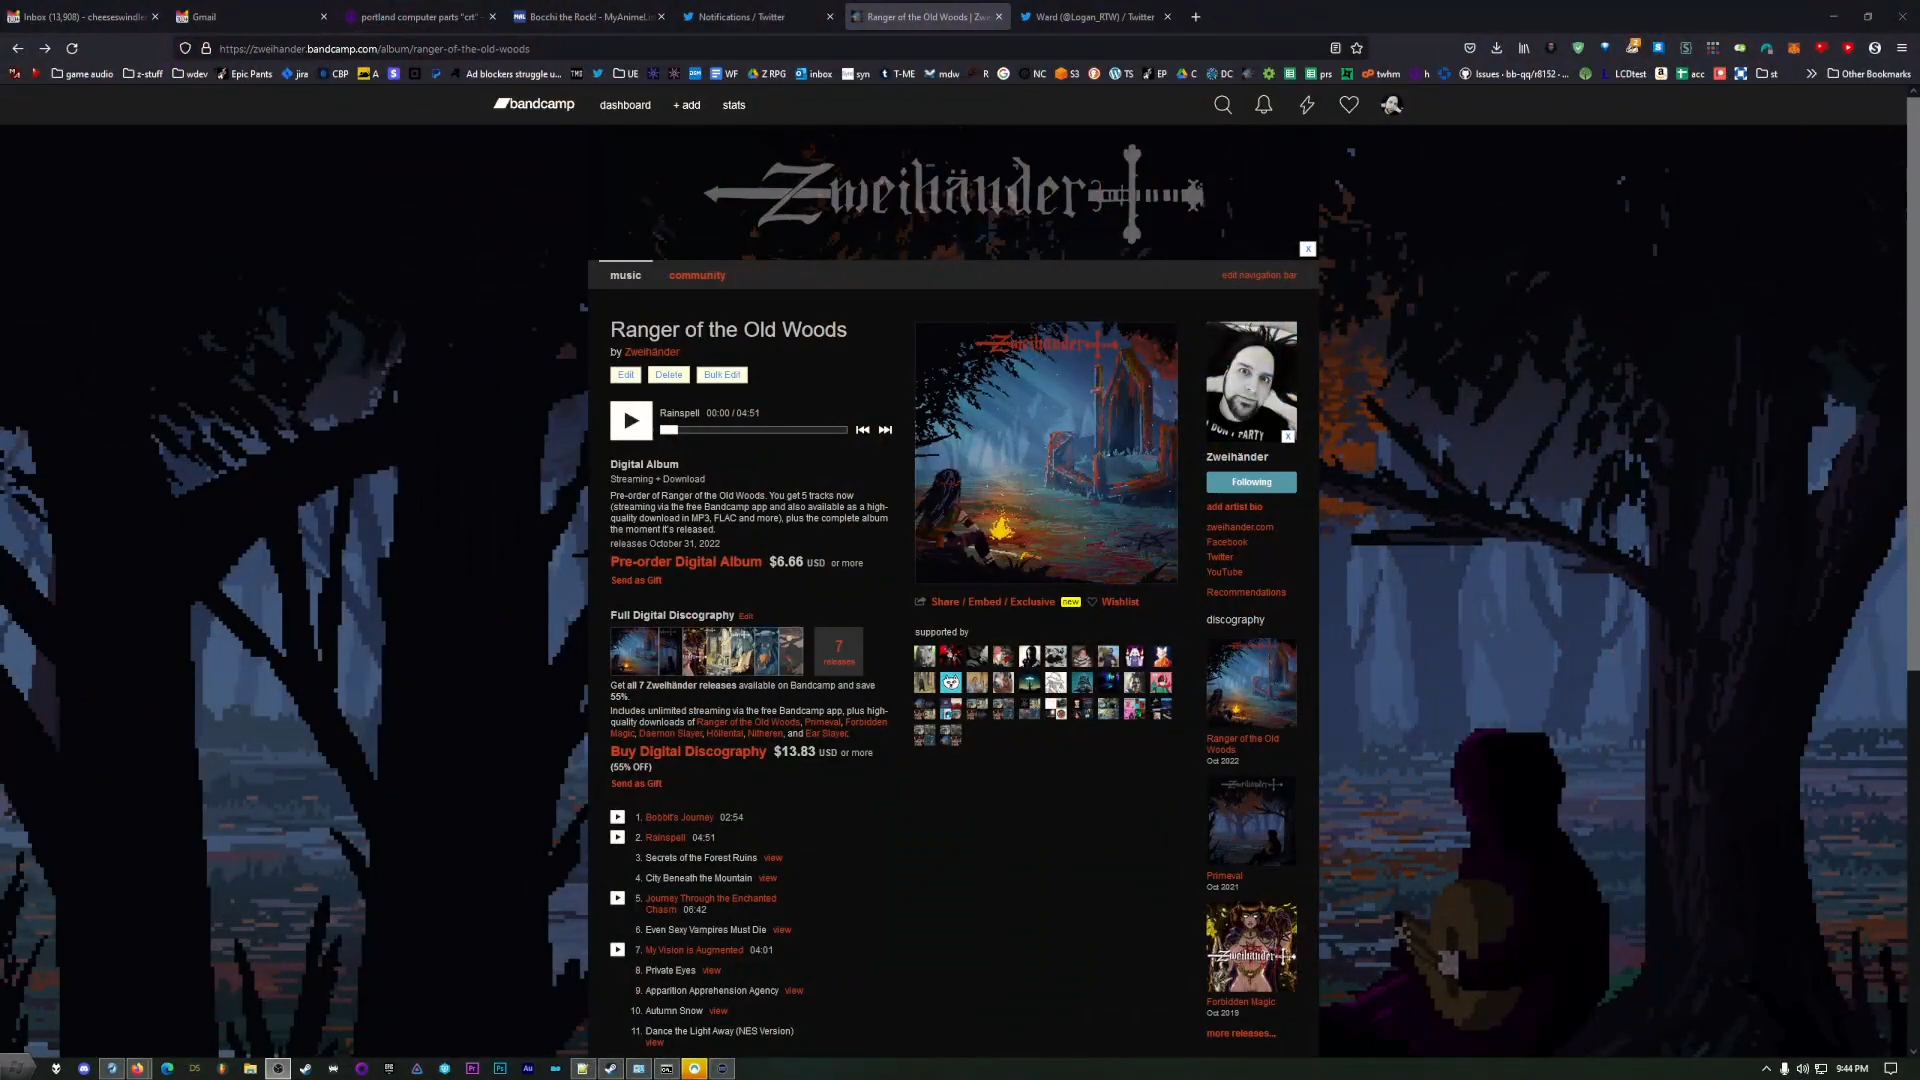 Inbox (13,908) - cheeseswindle
Gmail
portland computer parts "crt" -
Bocchi the Rock! - MyAnimeLi
Notifications / Twitter
Ranger of the Old Woods | Zwe
Ward (@Logan_RTW) / Twitter
https://zweihander.bandcamp.com/album/ranger-of-the-old-woods
game audio
z-stuff
wdev
Epic Pants
jira
CBP
A
Ad blockers struggle u...
UE
WF
Z RPG
inbox
syn
T-ME
mdw
R
NC
S3
TS
EP
C
DC
prs
twhm
h
Issues · bb-qq/r8152 · ...
LCDtest
acc
st
Other Bookmarks
bandcamp
dashboard
+ add
stats
Zweihänder
X
music
community
edit navigation bar
Ranger of the Old Woods
by Zweihänder
Edit
Delete
Bulk Edit
Rainspell 00:00 / 04:51
Digital Album
Streaming + Download
Pre-order of Ranger of the Old Woods. You get 5 tracks now
(streaming via the free Bandcamp app and also available as a high-
quality download in MP3, FLAC and more), plus the complete album
the moment it's released.
releases October 31, 2022
Pre-order Digital Album $6.66 USD or more
Send as Gift
Full Digital Discography Edit
7
releases
Get all 7 Zweihänder releases available on Bandcamp and save
55%.
Includes unlimited streaming via the free Bandcamp app, plus high-
quality downloads of Ranger of the Old Woods, Primeval, Forbidden
Magic, Daemon Slayer, Höllental, Nitheren, and Ear Slayer.
Buy Digital Discography $13.83 USD or more
(55% OFF)
Send as Gift
1. Bobbit's Journey 02:54
2. Rainspell 04:51
3. Secrets of the Forest Ruins view
4. City Beneath the Mountain view
5. Journey Through the Enchanted
Chasm 06:42
6. Even Sexy Vampires Must Die view
7. My Vision is Augmented 04:01
8. Private Eyes view
9. Apparition Apprehension Agency view
10. Autumn Snow view
11. Dance the Light Away (NES Version)
view
Zweihänder
Share / Embed / Exclusive new Wishlist
supported by
I DON'T PARTY
X
Zweihänder
Following
add artist bio
zweihander.com
Facebook
Twitter
YouTube
Recommendations
discography
Ranger of the Old
Woods
Oct 2022
Zweihänder
Primeval
Oct 2021
Zweihänder
Forbidden Magic
Oct 2019
more releases...
DS
Pr
Ps
Au
9:44 PM